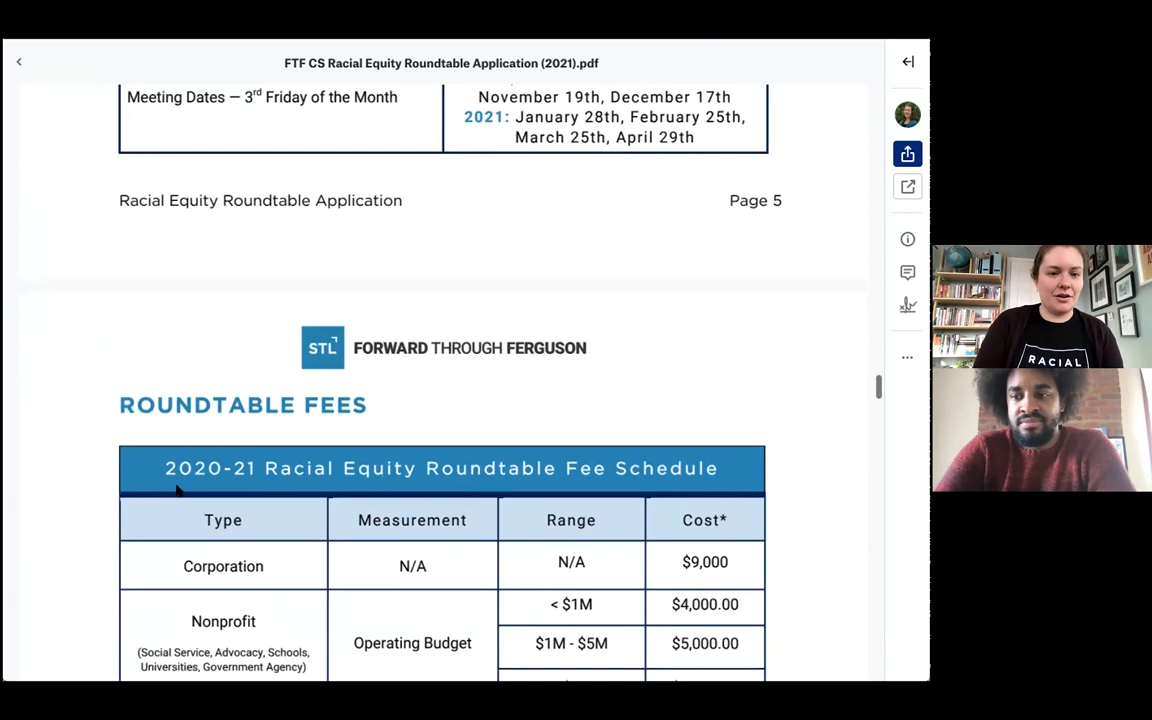 FTF CS Racial Equity Roundtable Application (2021).pdf
Meeting Dates — 3rd Friday of the Month
November 19th, December 17th
2021: January 28th, February 25th,
March 25th, April 29th
Racial Equity Roundtable Application
Page 5
STL
FORWARD THROUGH FERGUSON
ROUNDTABLE FEES
2020-21 Racial Equity Roundtable Fee Schedule
Type Measurement Range Cost*
Corporation N/A N/A $9,000
Nonprofit
(Social Service, Advocacy, Schools,
Universities, Government Agency)
Operating Budget
< $1M $4,000.00
$1M - $5M $5,000.00
RACIAL